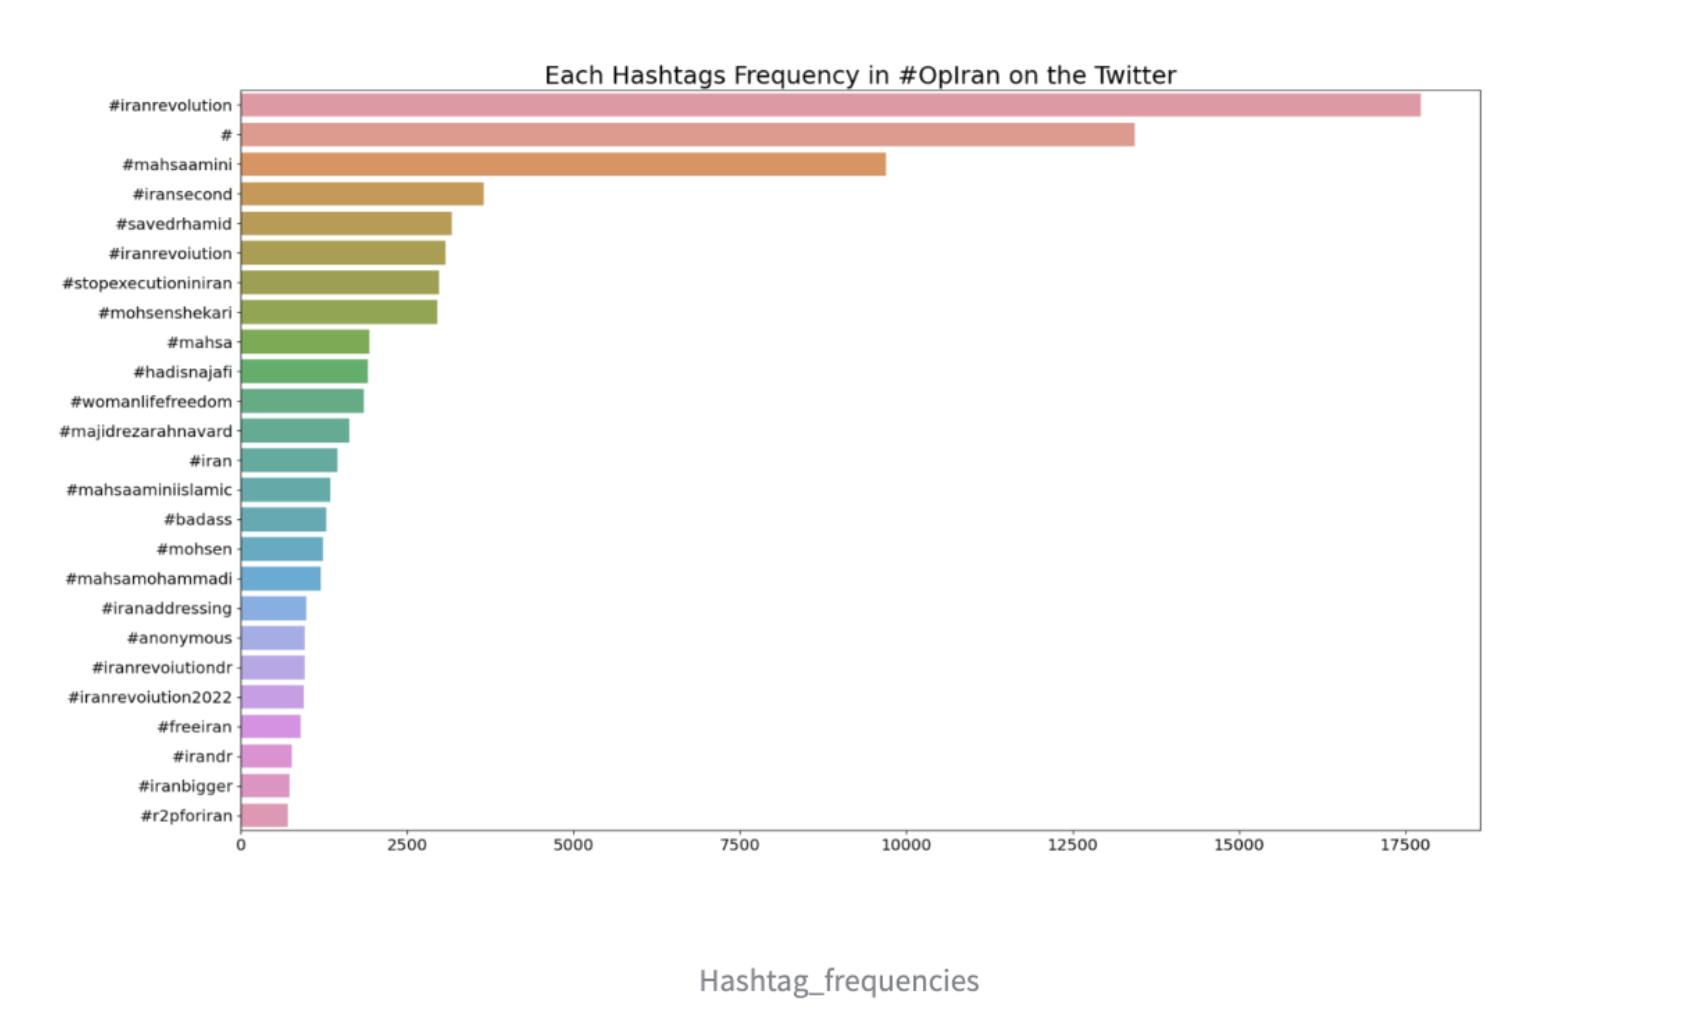 Each Hashtags Frequency in #OpIran on the Twitter
#iranrevolution
#
#mahsaamini
#iransecond
#savedrhamid
#iranrevoiution
#stopexecutioniniran
#mohsenshekari
#mahsa
#hadisnajafi
#womanlifefreedom
#majidrezarahnavard
#iran
#mahsaaminiislamic
#badass
#mohsen
#mahsamohammadi
#iranaddressing
#anonymous
#iranrevoiutiondr
#iranrevoiution2022
#freeiran
#irandr
#iranbigger
#r2pforiran
0 2500 5000 7500 10000 12500 15000 17500
Hashtag_frequencies